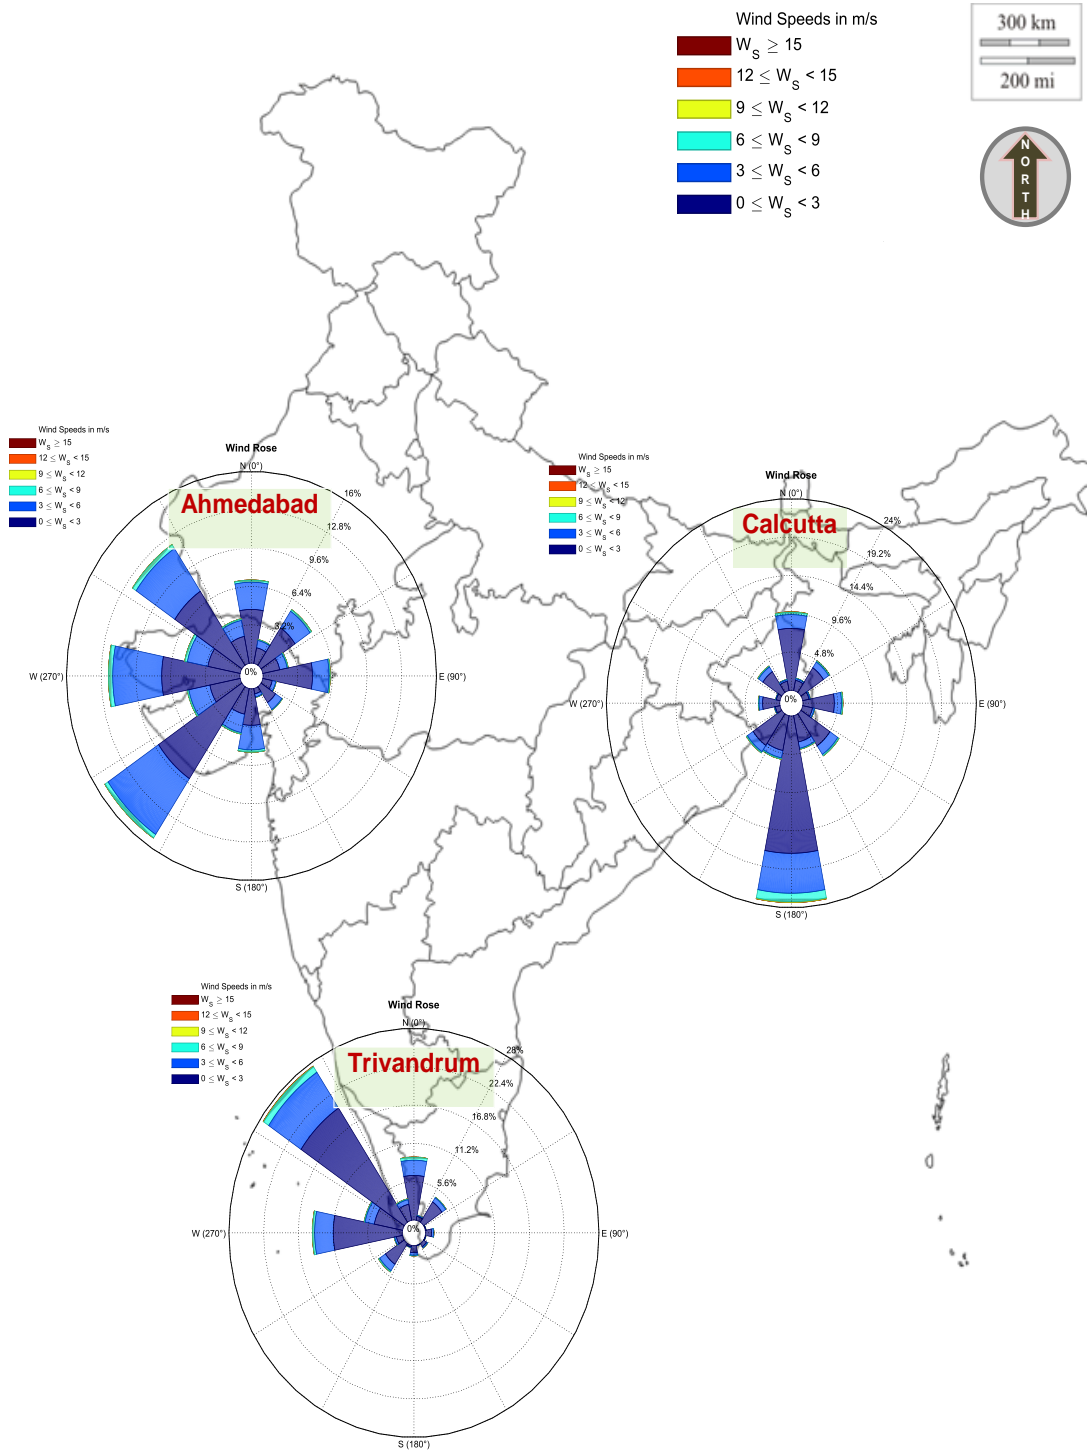 Wind Speeds in m/s
W_S ≥ 15
12 ≤ W_S < 15
9 ≤ W_S < 12
6 ≤ W_S < 9
3 ≤ W_S < 6
0 ≤ W_S < 3
300 km
200 mi
NORTH
Wind Speeds in m/s
W_S ≥ 15
12 ≤ W_S < 15
9 ≤ W_S < 12
6 ≤ W_S < 9
3 ≤ W_S < 6
0 ≤ W_S < 3
Wind Rose
N (0°)
Ahmedabad
16%
12.8%
9.6%
6.4%
3.2%
0%
W (270°)
E (90°)
S (180°)
Wind Speeds in m/s
W_S ≥ 15
12 ≤ W_S < 15
9 ≤ W_S < 12
6 ≤ W_S < 9
3 ≤ W_S < 6
0 ≤ W_S < 3
Wind Rose
N (0°)
Calcutta
24%
19.2%
14.4%
9.6%
4.8%
0%
W (270°)
E (90°)
S (180°)
Wind Speeds in m/s
W_S ≥ 15
12 ≤ W_S < 15
9 ≤ W_S < 12
6 ≤ W_S < 9
3 ≤ W_S < 6
0 ≤ W_S < 3
Wind Rose
N (0°)
Trivandrum
28%
22.4%
16.8%
11.2%
5.6%
0%
W (270°)
E (90°)
S (180°)